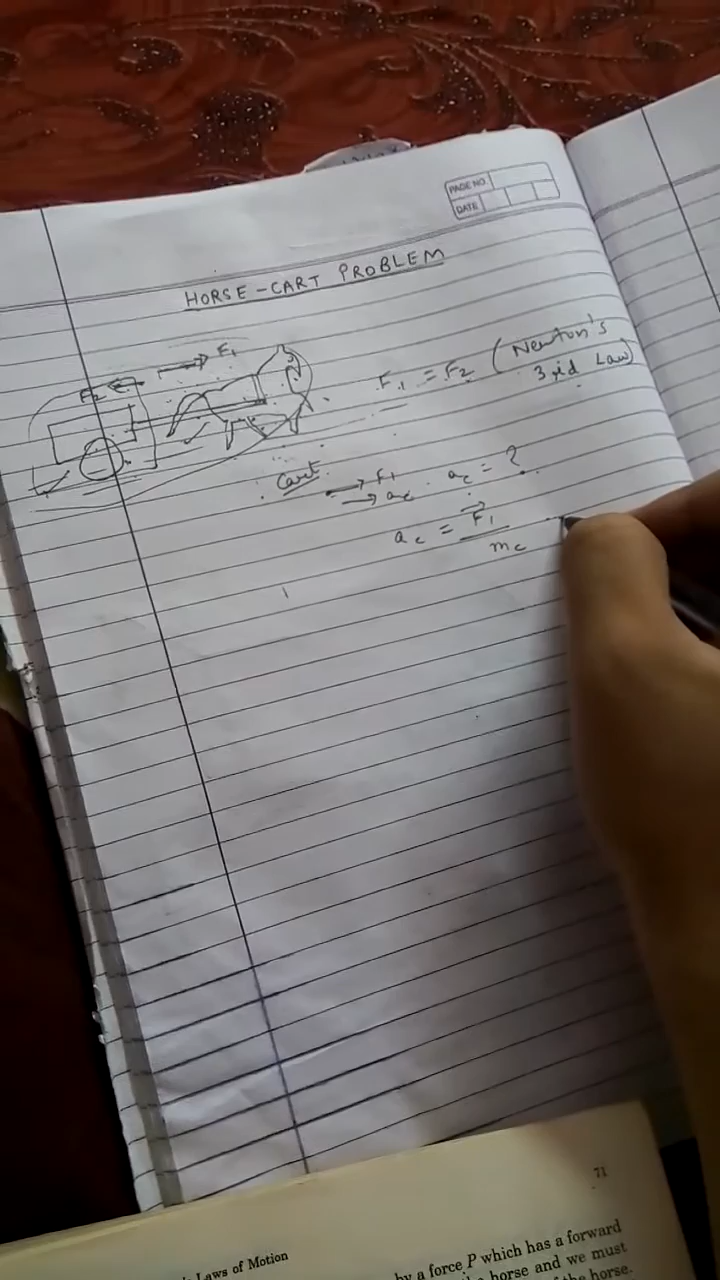 PAGE NO.
DATE
HORSE-CART PROBLEM
F₁
F₂
F₁ = F₂ (Newton's 3rd Law)
Cart
F₁
a_c
a_c = ?
a_c = F₁ / m_c
71
Laws of Motion
by a force P which has a forward
horse and we must
the horse.